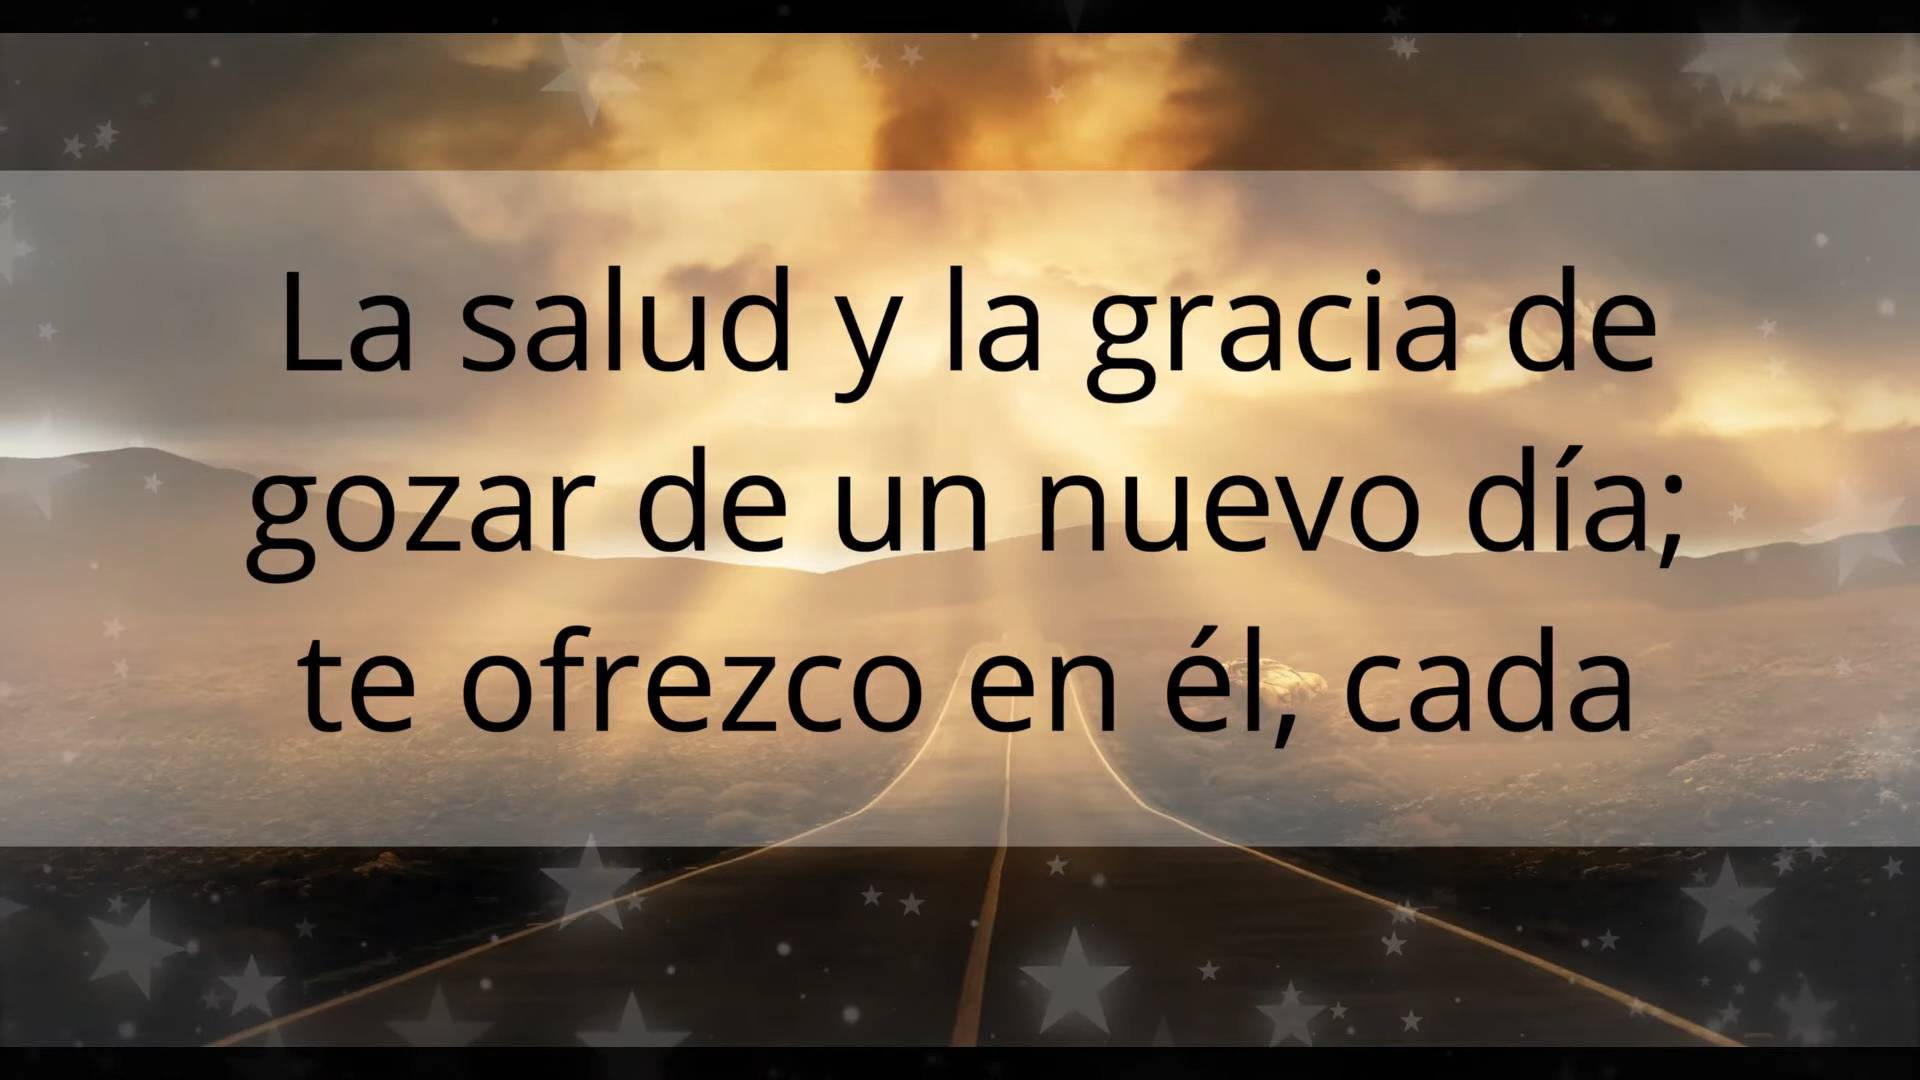 La salud y la gracia de
gozar de un nuevo día;
te ofrezco en él, cada